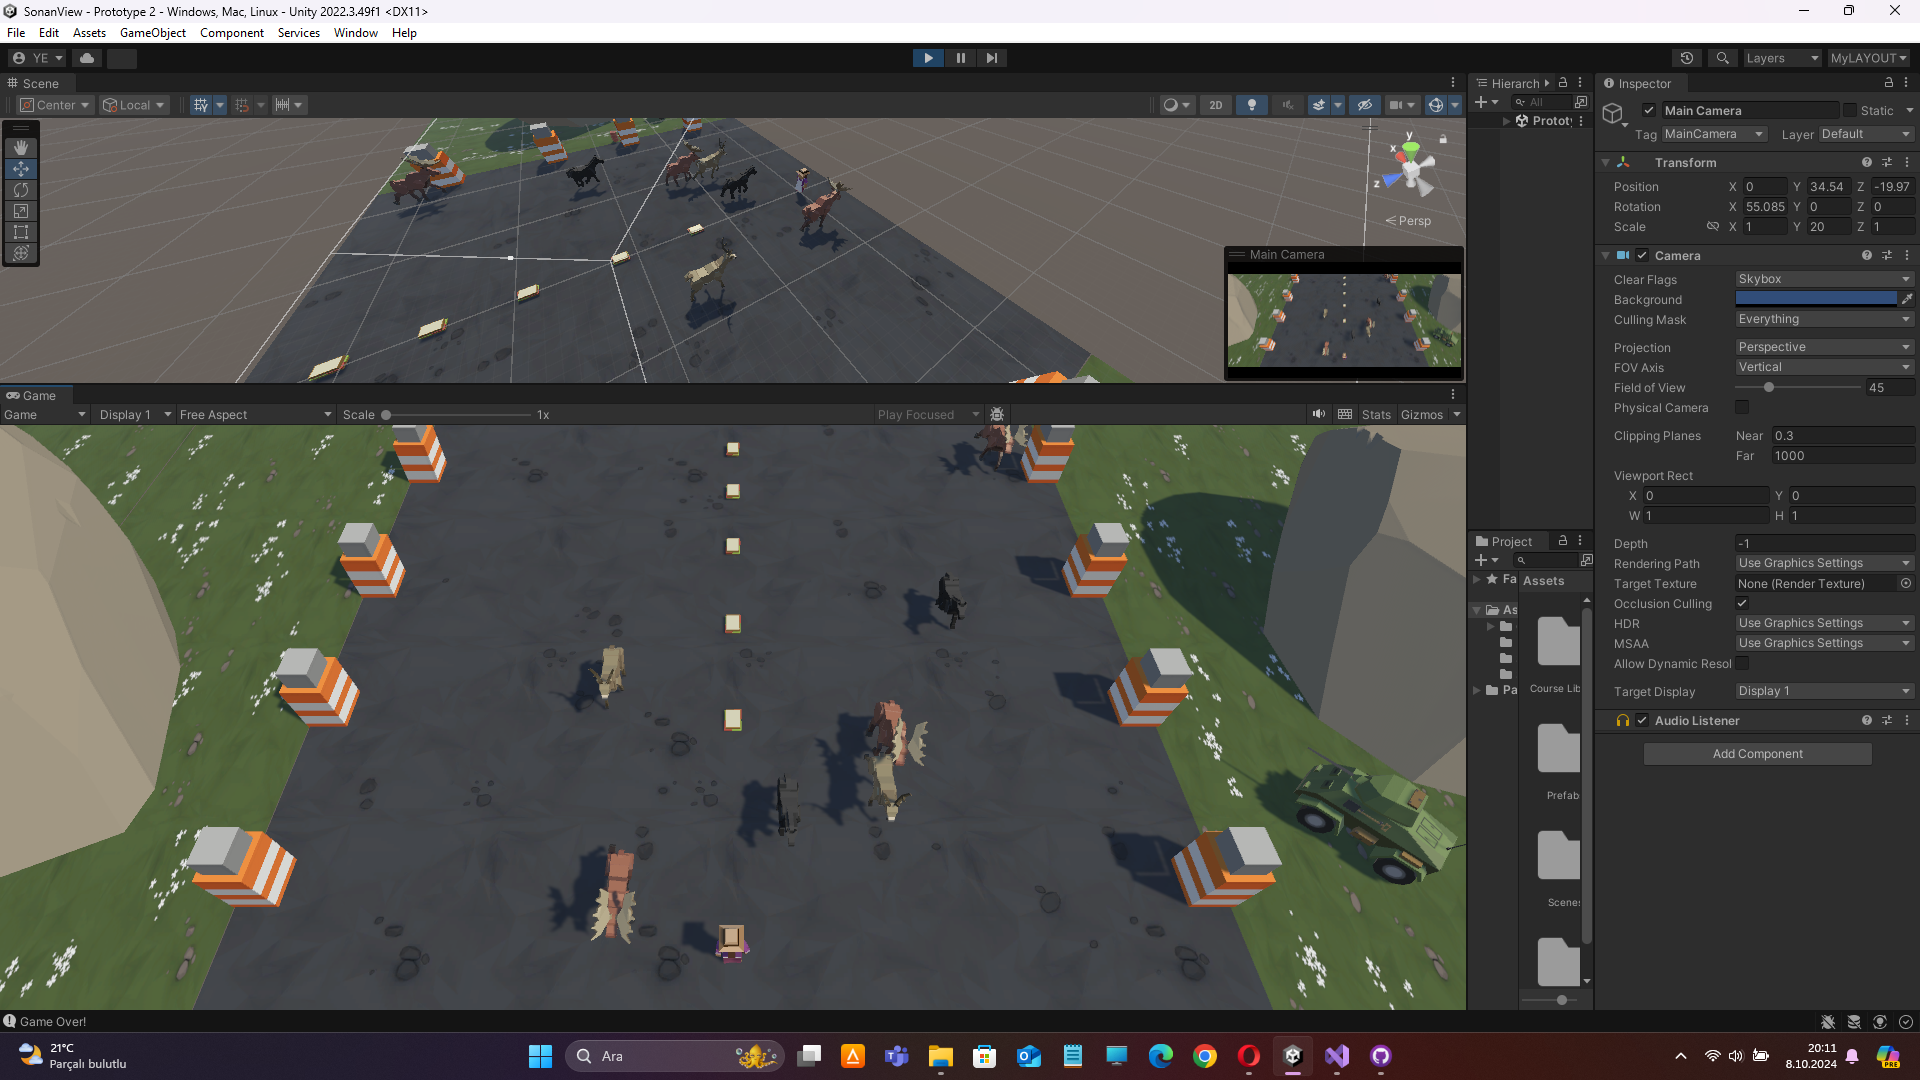 SonanView - Prototype 2 - Windows, Mac, Linux - Unity 2022.3.49f1 <DX11>
File Edit Assets GameObject Component Services Window Help
YE Layers MyLAYOUT
Scene Hierarch Inspector
Center Local 2D All Main Camera Static
Protot Tag MainCamera Layer Default
y x z
Persp
Transform
Position X 0 Y 34.54 Z -19.97
Rotation X 55.085 Y 0 Z 0
Scale X 1 Y 20 Z 1
Main Camera
Camera
Clear Flags Skybox
Background
Culling Mask Everything
Projection Perspective
FOV Axis Vertical
Field of View 45
Physical Camera
Game
Game Display 1 Free Aspect Scale 1x Play Focused Stats Gizmos
Clipping Planes Near 0.3
Far 1000
Viewport Rect
X 0 Y 0
W 1 H 1
Project
Depth -1
Rendering Path Use Graphics Settings
Fa Assets
Target Texture None (Render Texture)
As
Occlusion Culling
HDR Use Graphics Settings
MSAA Use Graphics Settings
Allow Dynamic Resol
Pa Course Lib
Target Display Display 1
Audio Listener
Add Component
Prefab
Scenes
Game Over!
21°C
Parçalı bulutlu
Ara
20:11
8.10.2024
PRE